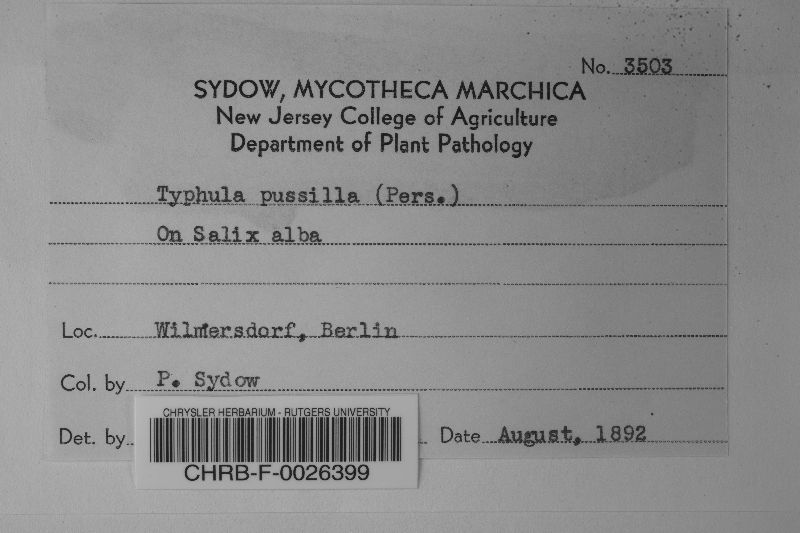 No. 3503
SYDOW, MYCOTHECA MARCHICA
New Jersey College of Agriculture
Department of Plant Pathology
Typhula pussilla (Pers.)
On Salix alba
Loc. Wilmersdorf, Berlin
Col. by P. Sydow
Det. by Date August, 1892
CHRYSLER HERBARIUM - RUTGERS UNIVERSITY
CHRB-F-0026399